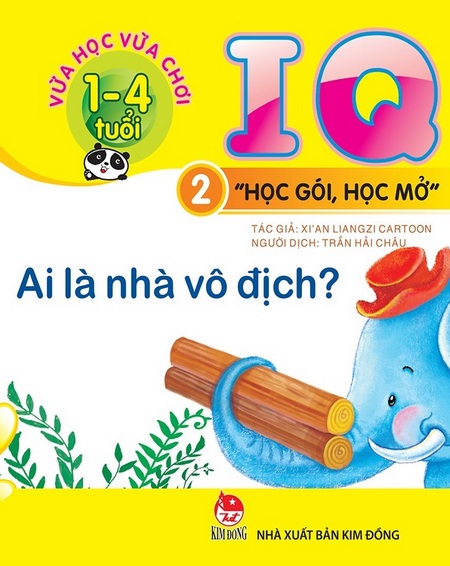 VỪA HỌC VỪA CHƠI
1-4
tuổi
IQ
2 "HỌC GÓI, HỌC MỞ"
TÁC GIẢ: XI'AN LIANGZI CARTOON
NGƯỜI DỊCH: TRẦN HẢI CHÂU
Ai là nhà vô địch?
KIM ĐỒNG
NHÀ XUẤT BẢN KIM ĐỒNG